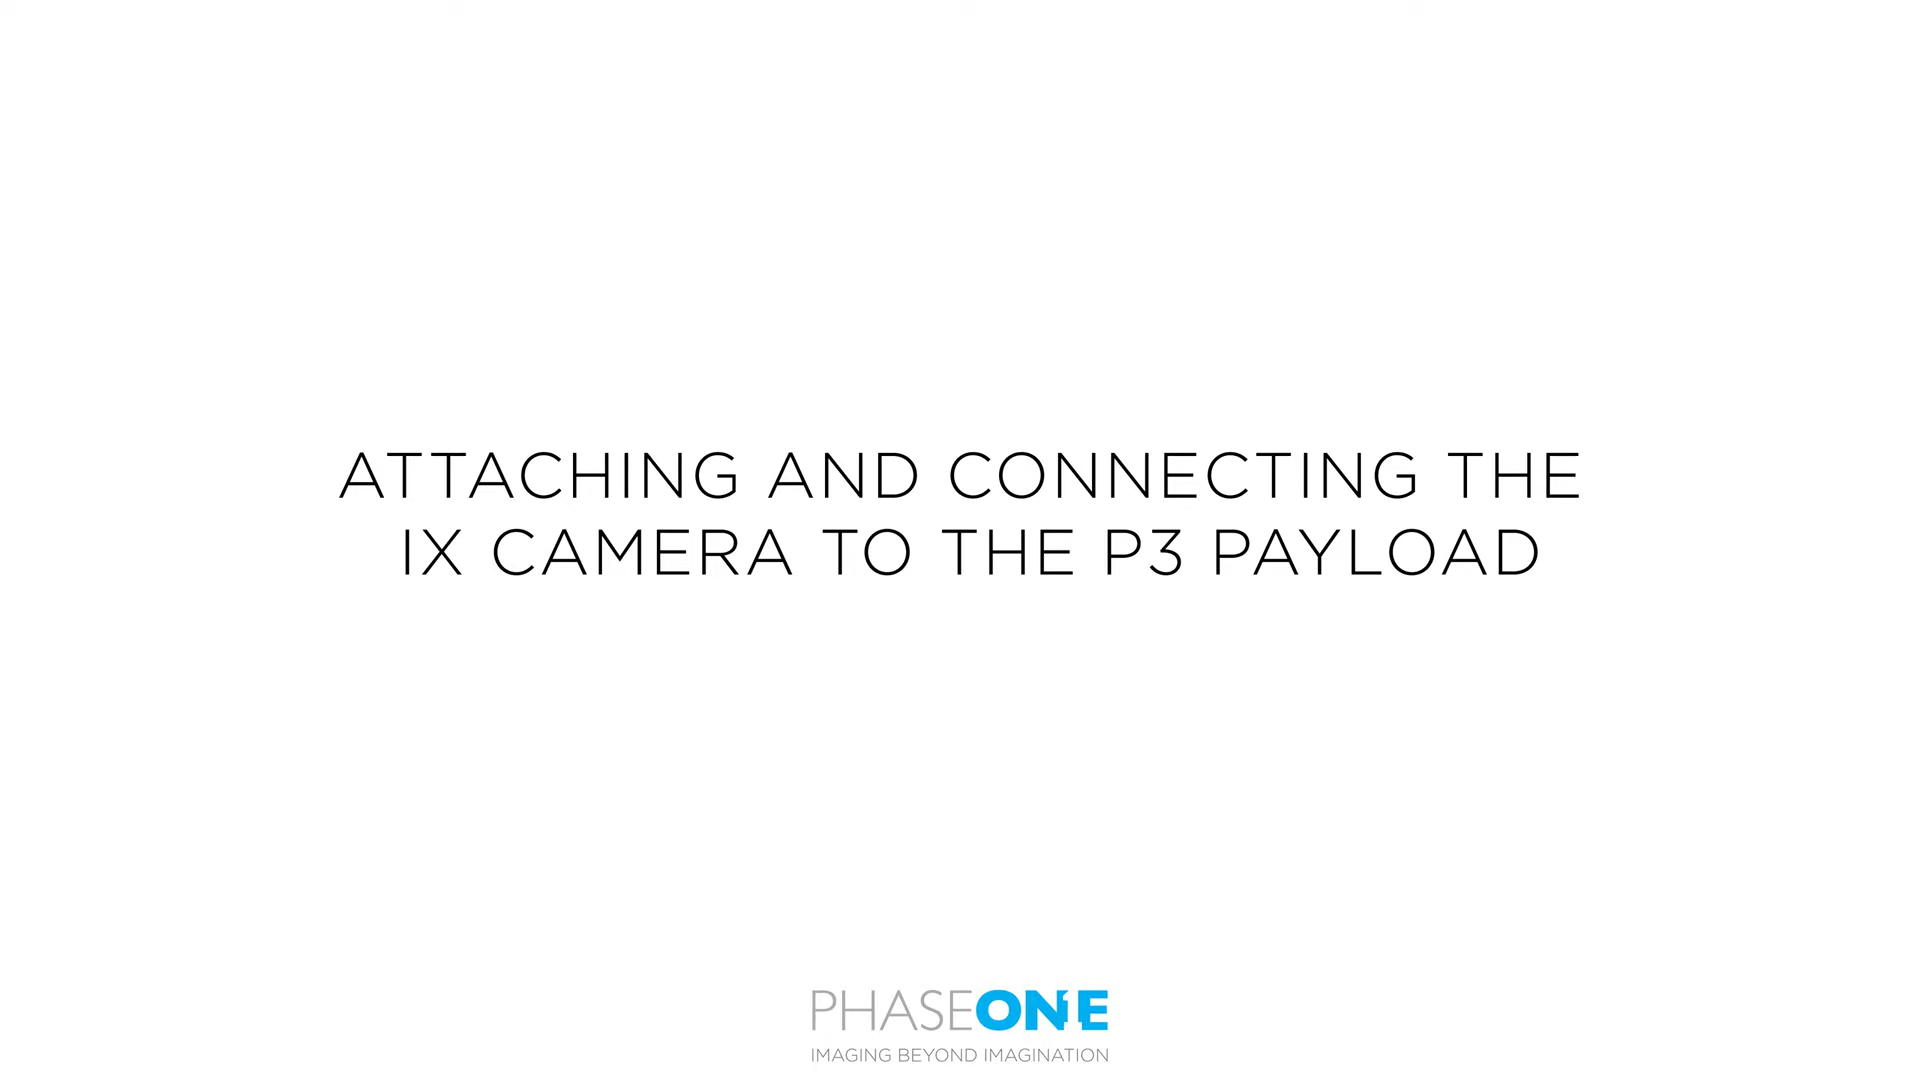 ATTACHING AND CONNECTING THE
IX CAMERA TO THE P3 PAYLOAD
PHASEONE
IMAGING BEYOND IMAGINATION